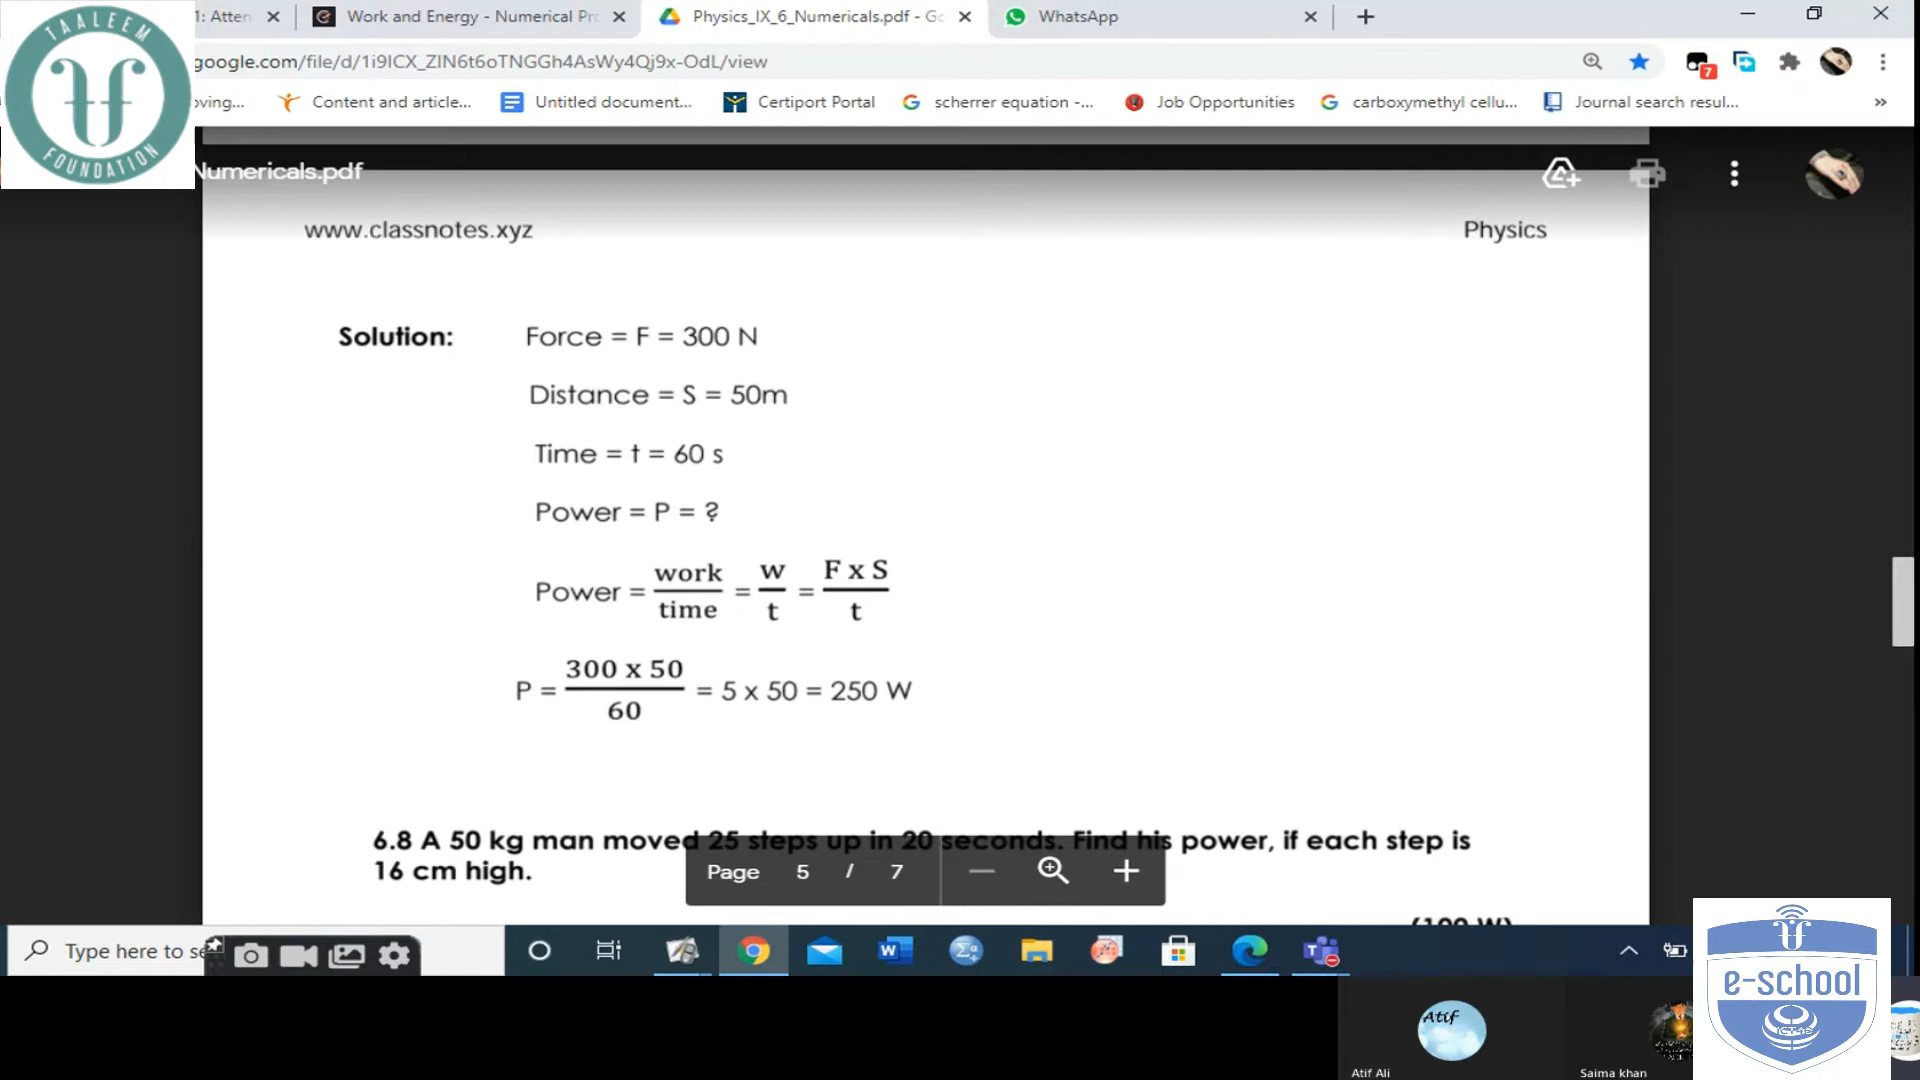 1: Atten
Work and Energy - Numerical Pro
Physics_IX_6_Numericals.pdf - Go
WhatsApp
TAALEEM
FOUNDATION
google.com/file/d/1i9ICX_ZIN6t6oTNGGh4AsWy4Qj9x-OdL/view
7
oving...
Content and article...
Untitled document...
Certiport Portal
scherrer equation -...
Job Opportunities
carboxymethyl cellu...
Journal search resul...
Numericals.pdf
www.classnotes.xyz
Physics
Solution: Force = F = 300 N
Distance = S = 50m
Time = t = 60 s
Power = P = ?
Power = work/time = w/t = F x S/t
P = 300 x 50/60 = 5 x 50 = 250 W
6.8 A 50 kg man moved 25 steps up in 20 seconds. Find his power, if each step is
16 cm high.
Page 5 / 7
(100 W)
Type here to se
e-school
Atif
Atif Ali
Saima khan